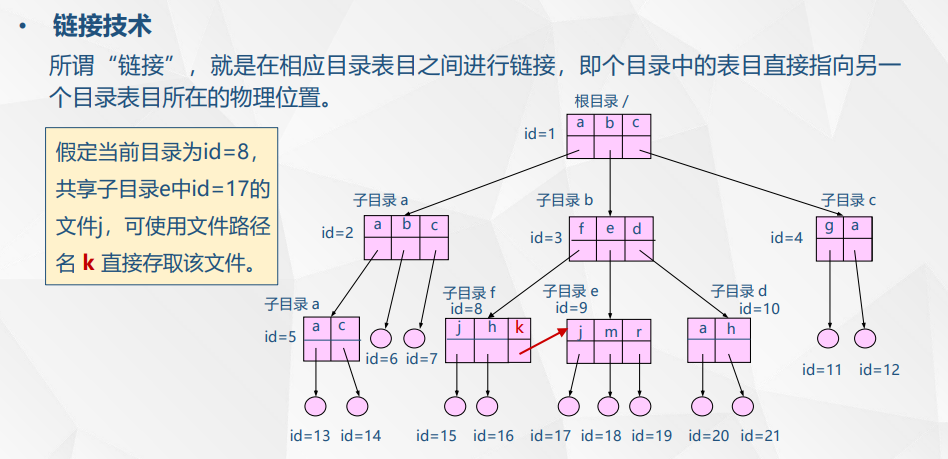 • 链接技术
所谓“链接”，就是在相应目录表目之间进行链接，即个目录中的表目直接指向另一
个目录表目所在的物理位置。
根目录 /
a b c
id=1
假定当前目录为id=8，
共享子目录e中id=17的
文件j，可使用文件路径
名 k 直接存取该文件。
子目录 a 子目录 b 子目录 c
id=2 a b c id=3 f e d id=4 g a
子目录 a 子目录 f 子目录 e 子目录 d
id=8 id=9 id=10
id=5 a c j h k j m r a h
id=6 id=7 id=11 id=12
id=13 id=14 id=15 id=16 id=17 id=18 id=19 id=20 id=21